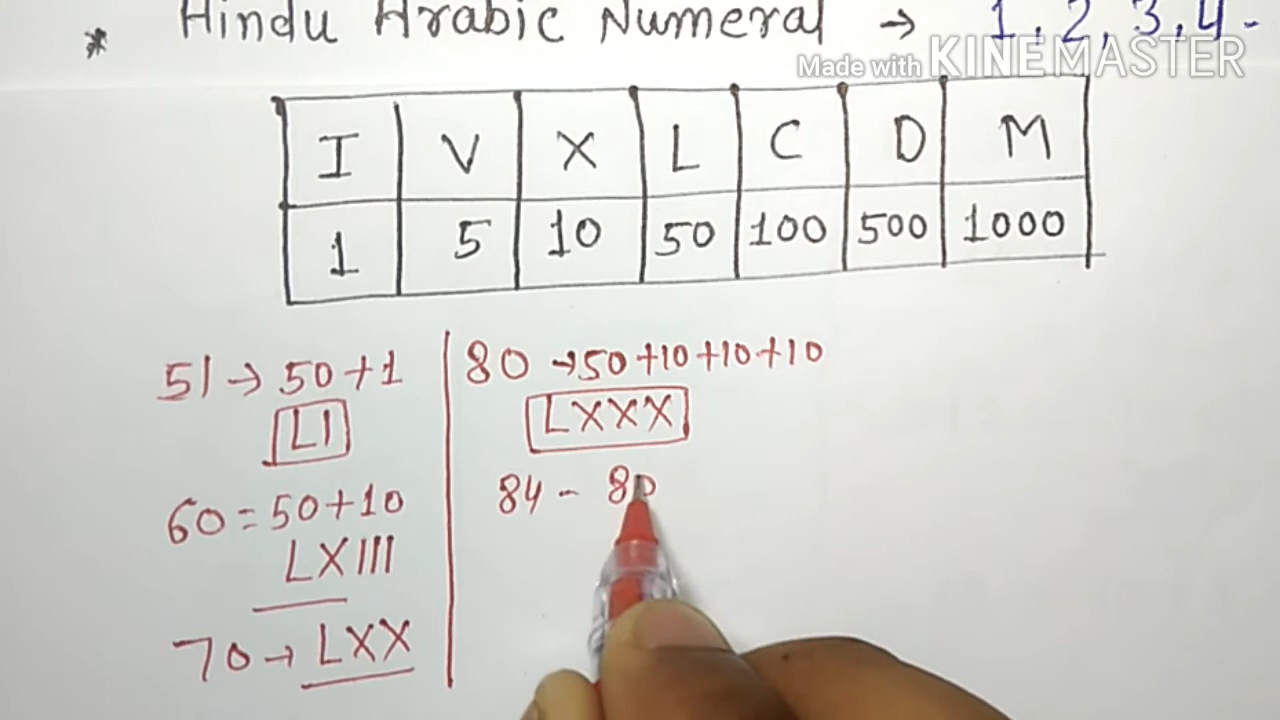 * Hindu Arabic Numeral → 1, 2, 3, 4 -
Made with KINEMASTER
I V X L C D M
1 5 10 50 100 500 1000
51 → 50 + 1
LI
60 = 50 + 10
LXIII
70 → LXX
80 → 50 + 10 + 10 + 10
LXXX
84 - 80